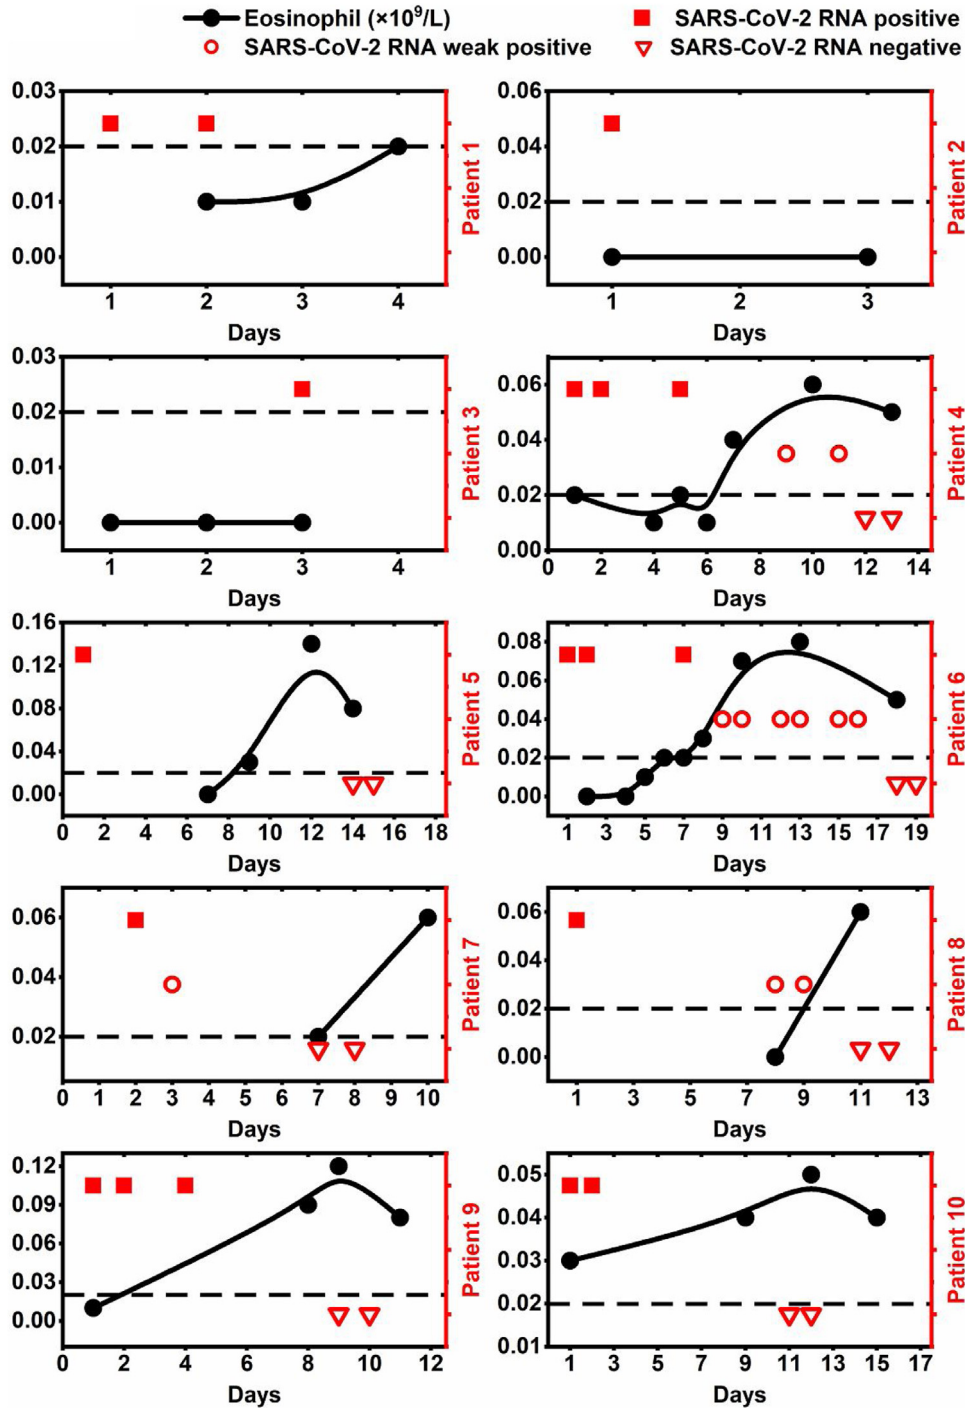 Eosinophil (×10⁹/L) SARS-CoV-2 RNA positive
SARS-CoV-2 RNA weak positive SARS-CoV-2 RNA negative
0.03
0.02
0.01
0.00
1 2 3 4
Days
Patient 1
0.06
0.04
0.02
0.00
1 2 3
Days
Patient 2
0.03
0.02
0.01
0.00
1 2 3 4
Days
Patient 3
0.06
0.04
0.02
0.00
0 2 4 6 8 10 12 14
Days
Patient 4
0.16
0.12
0.08
0.04
0.00
0 2 4 6 8 10 12 14 16 18
Days
Patient 5
0.08
0.06
0.04
0.02
0.00
1 3 5 7 9 11 13 15 17 19
Days
Patient 6
0.06
0.04
0.02
0 1 2 3 4 5 6 7 8 9 10
Days
Patient 7
0.06
0.04
0.02
0.00
1 3 5 7 9 11 13
Days
Patient 8
0.12
0.09
0.06
0.03
0.00
0 2 4 6 8 10 12
Days
Patient 9
0.05
0.04
0.03
0.02
0.01
1 3 5 7 9 11 13 15 17
Days
Patient 10